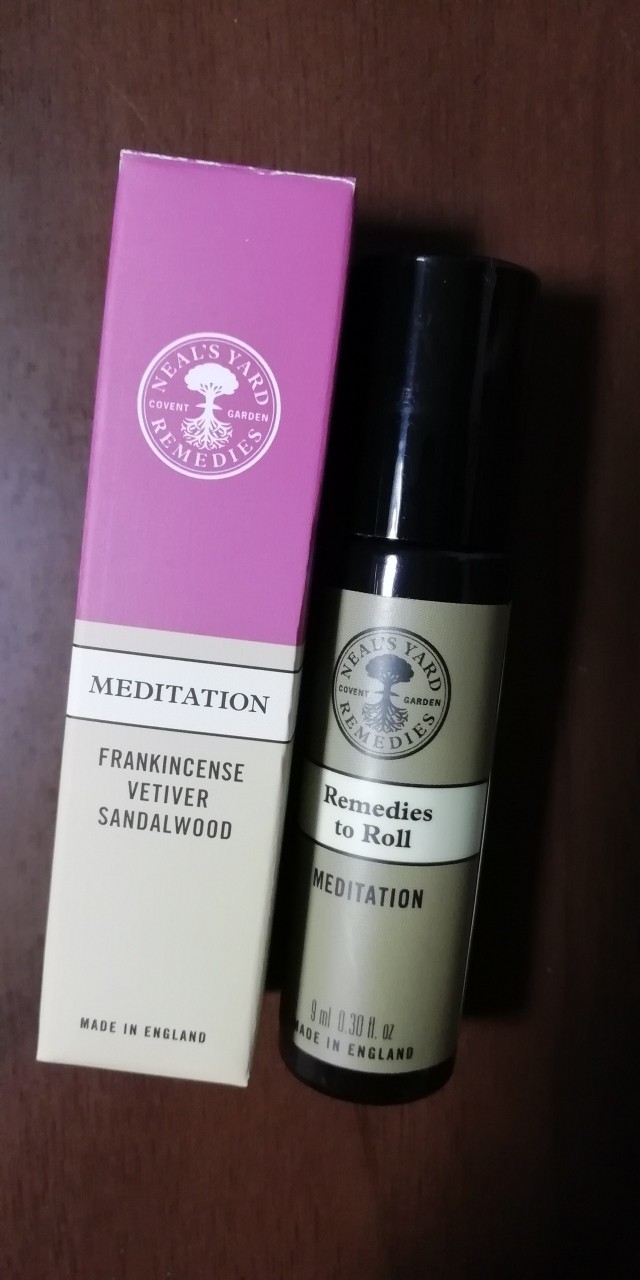 NEAL'S YARD
COVENT GARDEN
REMEDIES
MEDITATION
FRANKINCENSE
VETIVER
SANDALWOOD
MADE IN ENGLAND
NEAL'S YARD
COVENT GARDEN
REMEDIES
Remedies
to Roll
MEDITATION
9 ml 0.30 fl. oz
MADE IN ENGLAND